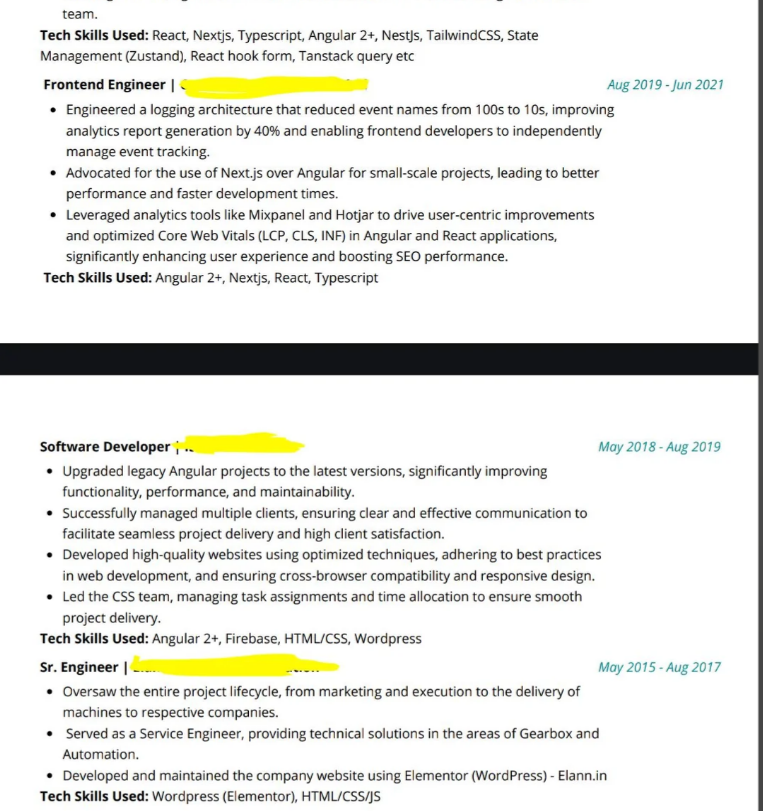 team.
Tech Skills Used: React, Nextjs, Typescript, Angular 2+, NestJs, TailwindCSS, State
Management (Zustand), React hook form, Tanstack query etc
Frontend Engineer | Aug 2019 - Jun 2021
• Engineered a logging architecture that reduced event names from 100s to 10s, improving
analytics report generation by 40% and enabling frontend developers to independently
manage event tracking.
• Advocated for the use of Next.js over Angular for small-scale projects, leading to better
performance and faster development times.
• Leveraged analytics tools like Mixpanel and Hotjar to drive user-centric improvements
and optimized Core Web Vitals (LCP, CLS, INF) in Angular and React applications,
significantly enhancing user experience and boosting SEO performance.
Tech Skills Used: Angular 2+, Nextjs, React, Typescript
Software Developer | May 2018 - Aug 2019
• Upgraded legacy Angular projects to the latest versions, significantly improving
functionality, performance, and maintainability.
• Successfully managed multiple clients, ensuring clear and effective communication to
facilitate seamless project delivery and high client satisfaction.
• Developed high-quality websites using optimized techniques, adhering to best practices
in web development, and ensuring cross-browser compatibility and responsive design.
• Led the CSS team, managing task assignments and time allocation to ensure smooth
project delivery.
Tech Skills Used: Angular 2+, Firebase, HTML/CSS, Wordpress
Sr. Engineer | May 2015 - Aug 2017
• Oversaw the entire project lifecycle, from marketing and execution to the delivery of
machines to respective companies.
• Served as a Service Engineer, providing technical solutions in the areas of Gearbox and
Automation.
• Developed and maintained the company website using Elementor (WordPress) - Elann.in
Tech Skills Used: Wordpress (Elementor), HTML/CSS/JS